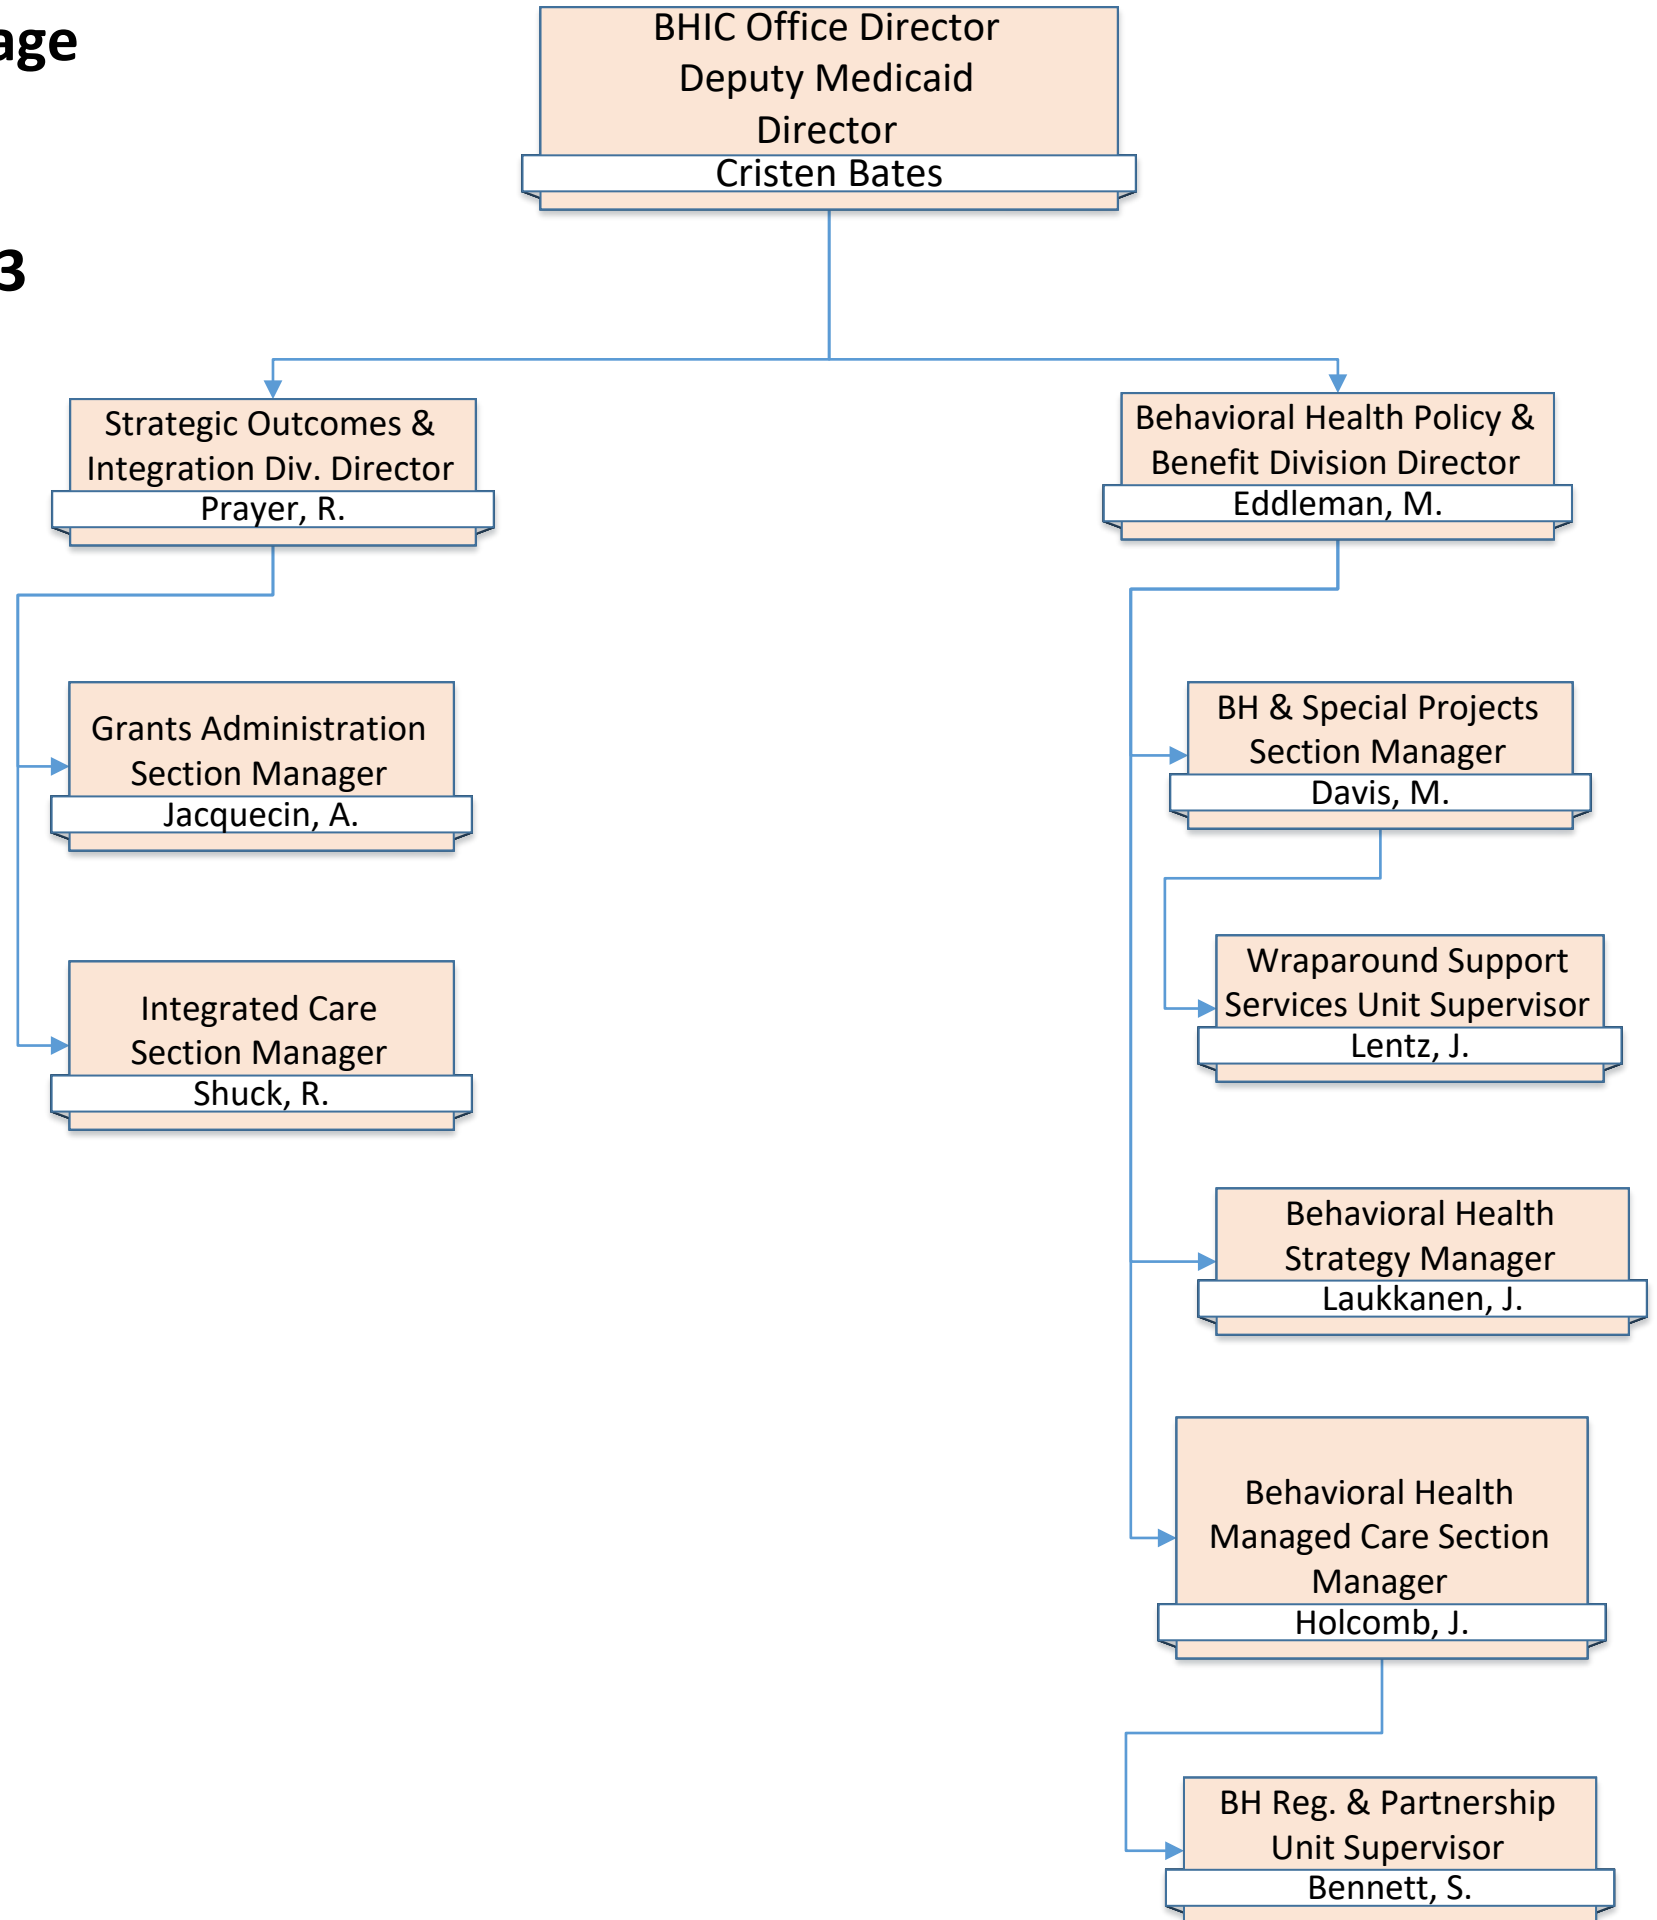 BHIC Office Director
Deputy Medicaid
Director
Cristen Bates
Strategic Outcomes &
Integration Div. Director
Prayer, R.
Grants Administration
Section Manager
Jacquecin, A.
Integrated Care
Section Manager
Shuck, R.
Behavioral Health Policy &
Benefit Division Director
Eddleman, M.
BH & Special Projects
Section Manager
Davis, M.
Wraparound Support
Services Unit Supervisor
Lentz, J.
Behavioral Health
Strategy Manager
Laukkanen, J.
Behavioral Health
Managed Care Section
Manager
Holcomb, J.
BH Reg. & Partnership
Unit Supervisor
Bennett, S.